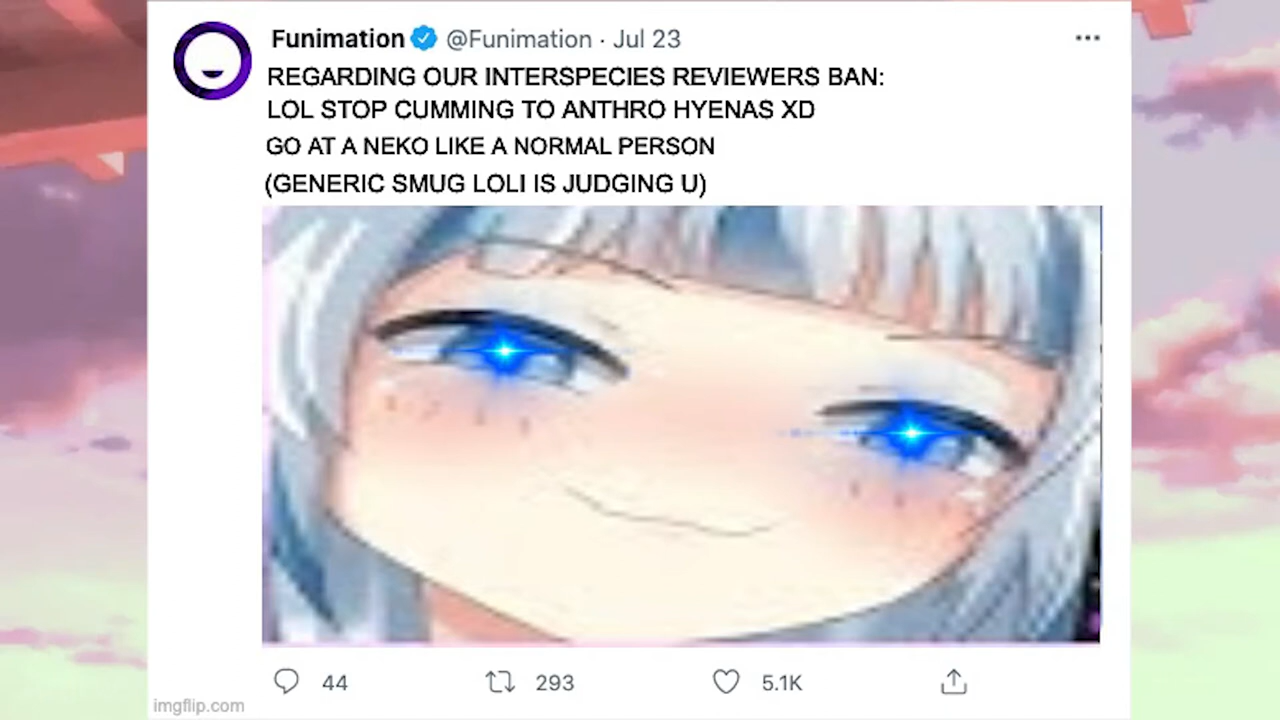 Funimation @Funimation · Jul 23
REGARDING OUR INTERSPECIES REVIEWERS BAN:
LOL STOP CUMMING TO ANTHRO HYENAS XD
GO AT A NEKO LIKE A NORMAL PERSON
(GENERIC SMUG LOLI IS JUDGING U)
44 293 5.1K
imgflip.com